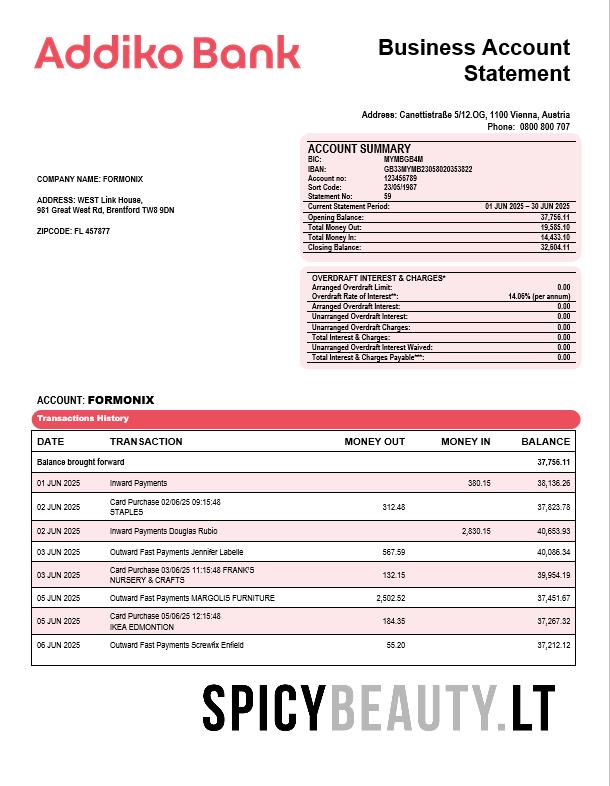 Addiko Bank
Business Account
Statement
Address: Canettistraße 5/12.OG, 1100 Vienna, Austria
Phone: 0800 800 707
COMPANY NAME: FORMONIX
ADDRESS: WEST Link House,
981 Great West Rd, Brentford TW8 9DN
ZIPCODE: FL 457877
ACCOUNT SUMMARY
BIC: MYMBGB4M
IBAN: GB33MYMB23058020353822
Account no: 123456789
Sort Code: 23/05/1987
Statement No: 59
Current Statement Period: 01 JUN 2025 – 30 JUN 2025
Opening Balance: 37,756.11
Total Money Out: 19,585.10
Total Money In: 14,433.10
Closing Balance: 32,604.11
OVERDRAFT INTEREST & CHARGES*
Arranged Overdraft Limit: 0.00
Overdraft Rate of Interest**: 14.06% (per annum)
Arranged Overdraft Interest: 0.00
Unarranged Overdraft Interest: 0.00
Unarranged Overdraft Charges: 0.00
Total Interest & Charges: 0.00
Unarranged Overdraft Interest Waived: 0.00
Total Interest & Charges Payable***: 0.00
ACCOUNT: FORMONIX
Transactions History
DATE TRANSACTION MONEY OUT MONEY IN BALANCE
Balance brought forward 37,756.11
01 JUN 2025 Inward Payments 380.15 38,136.26
02 JUN 2025 Card Purchase 02/06/25 09:15:48 312.48 37,823.78
STAPLES
02 JUN 2025 Inward Payments Douglas Rubio 2,830.15 40,653.93
03 JUN 2025 Outward Fast Payments Jennifer Labelle 567.59 40,086.34
03 JUN 2025 Card Purchase 03/06/25 11:15:48 FRANK'S 132.15 39,954.19
NURSERY & CRAFTS
05 JUN 2025 Outward Fast Payments MARGOLIS FURNITURE 2,502.52 37,451.67
05 JUN 2025 Card Purchase 05/06/25 12:15:48 184.35 37,267.32
IKEA EDMONTION
06 JUN 2025 Outward Fast Payments Screwfix Enfield 55.20 37,212.12
SPICYBEAUTY.LT